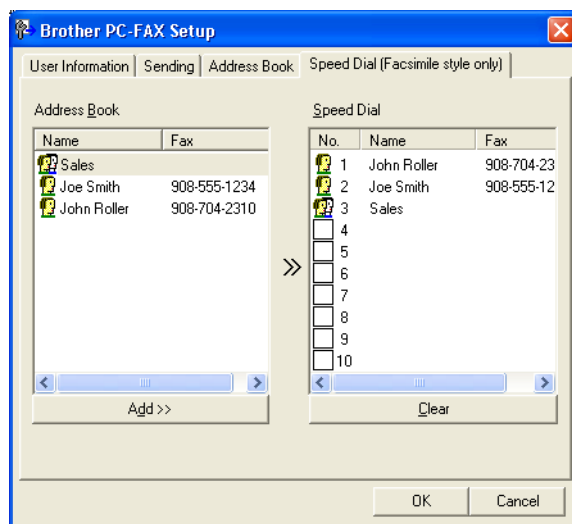 Brother PC-FAX Setup
User Information Sending Address Book Speed Dial (Facsimile style only)
Address Book
Name Fax
Sales
Joe Smith 908-555-1234
John Roller 908-704-2310
Add >>
»
Speed Dial
No. Name Fax
1 John Roller 908-704-23
2 Joe Smith 908-555-12
3 Sales
4
5
6
7
8
9
10
Clear
OK Cancel